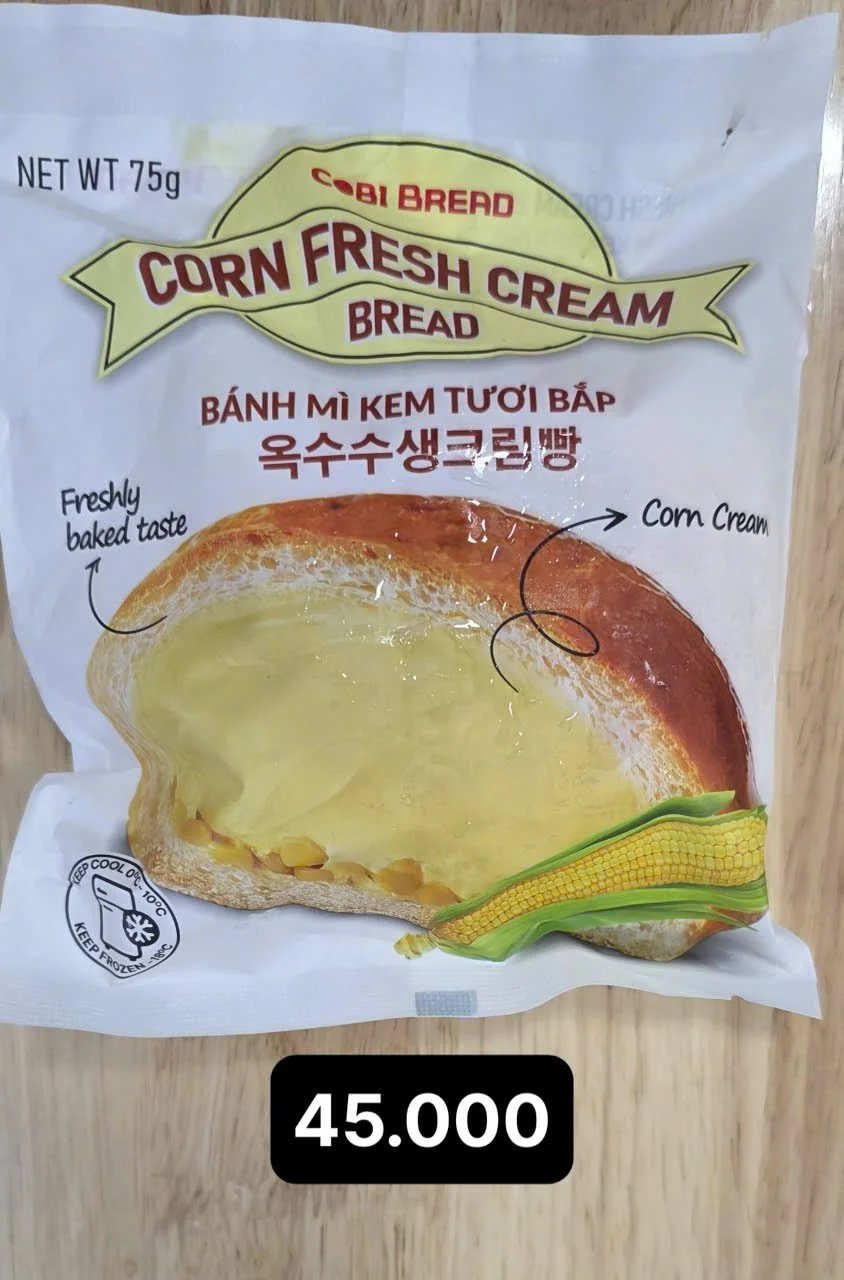 NET WT 75g
COBI BREAD
CORN FRESH CREAM
BREAD
BÁNH MÌ KEM TƯƠI BẮP
옥수수생크림빵
Freshly
baked taste
Corn Cream
KEEP COOL 0°C - 10°C
KEEP FROZEN -18°C
45.000